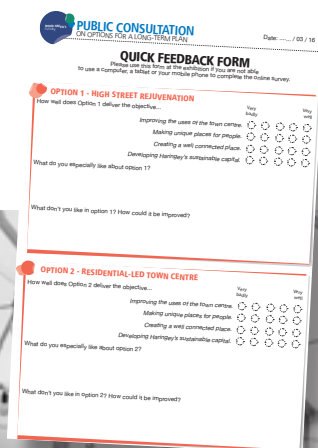 PUBLIC CONSULTATION
ON OPTIONS FOR A LONG-TERM PLAN
Date: ...... / 03 / 16
QUICK FEEDBACK FORM
Please use this form at the exhibition if you are not able
to use a computer, a tablet or your mobile phone to complete the online survey.
OPTION 1 - HIGH STREET REJUVENATION
How well does Option 1 deliver the objective...
Very badly
Very well
Improving the uses of the town centre.
Making unique places for people.
Creating a well connected place.
Developing Haringey's sustainable capital.
What do you especially like about option 1?
What don't you like in option 1? How could it be improved?
OPTION 2 - RESIDENTIAL-LED TOWN CENTRE
How well does Option 2 deliver the objective...
Very badly
Very well
Improving the uses of the town centre.
Making unique places for people.
Creating a well connected place.
Developing Haringey's sustainable capital.
What do you especially like about option 2?
What don't you like in option 2? How could it be improved?